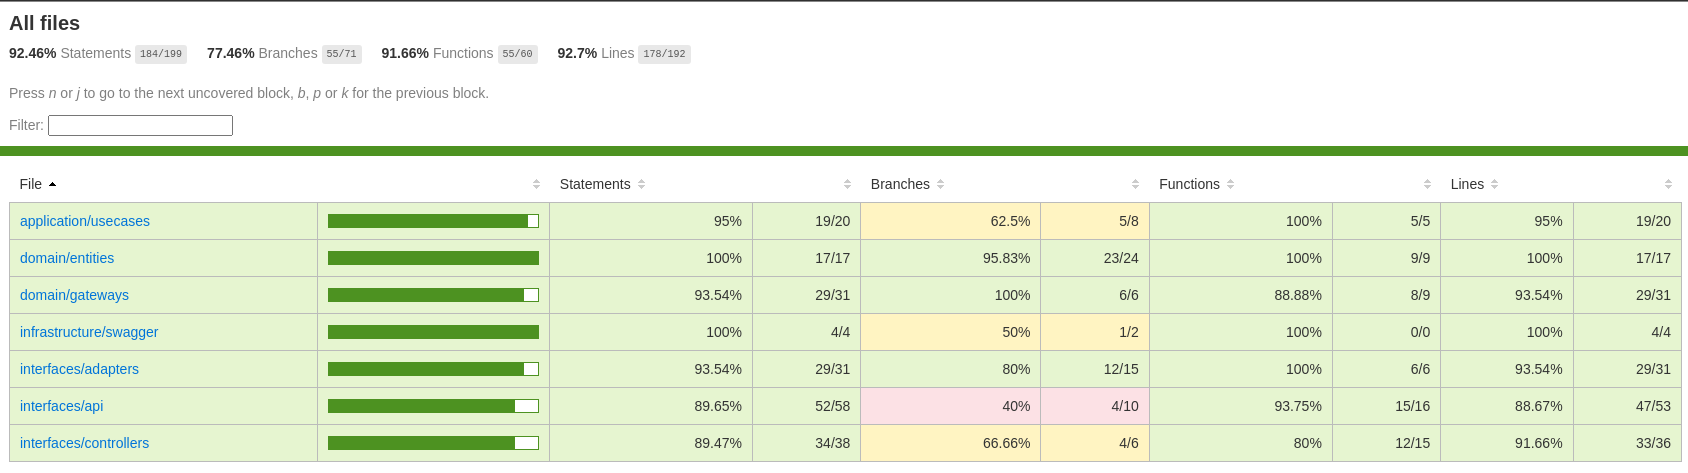 All files
92.46% Statements 184/199 77.46% Branches 55/71 91.66% Functions 55/60 92.7% Lines 178/192
Press n or j to go to the next uncovered block, b, p or k for the previous block.
Filter:
File Statements Branches Functions Lines
application/usecases 95% 19/20 62.5% 5/8 100% 5/5 95% 19/20
domain/entities 100% 17/17 95.83% 23/24 100% 9/9 100% 17/17
domain/gateways 93.54% 29/31 100% 6/6 88.88% 8/9 93.54% 29/31
infrastructure/swagger 100% 4/4 50% 1/2 100% 0/0 100% 4/4
interfaces/adapters 93.54% 29/31 80% 12/15 100% 6/6 93.54% 29/31
interfaces/api 89.65% 52/58 40% 4/10 93.75% 15/16 88.67% 47/53
interfaces/controllers 89.47% 34/38 66.66% 4/6 80% 12/15 91.66% 33/36